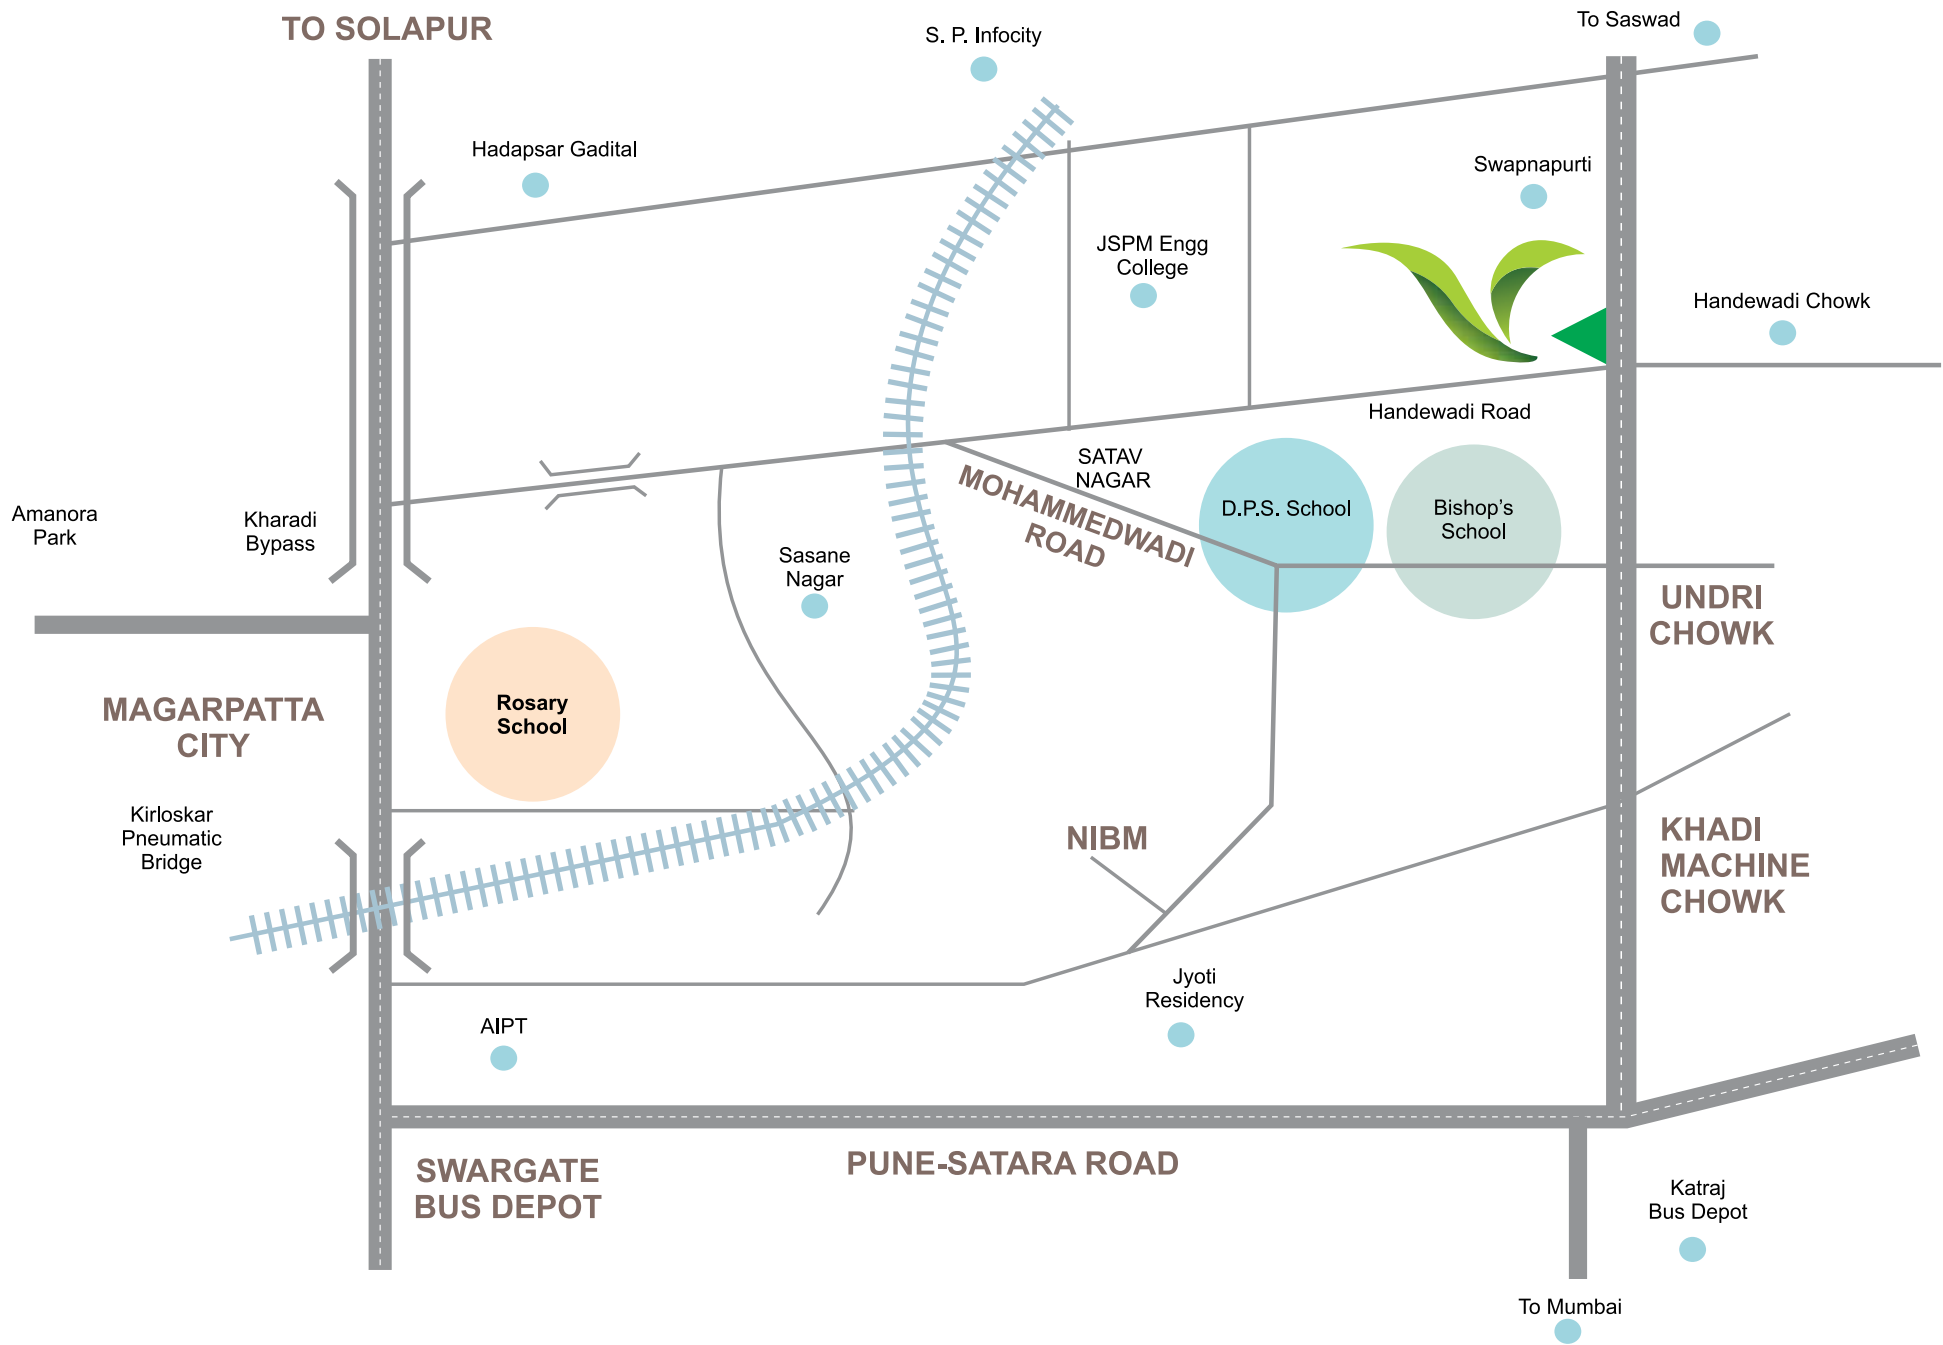 TO SOLAPUR
S. P. Infocity
To Saswad
Hadapsar Gadital
Swapnapurti
JSPM Engg
College
Handewadi Chowk
Handewadi Road
SATAV
NAGAR
MOHAMMEDWADI
ROAD
D.P.S. School
Bishop's
School
Amanora
Park
Kharadi
Bypass
Sasane
Nagar
UNDRI
CHOWK
Rosary
School
MAGARPATTA
CITY
Kirloskar
Pneumatic
Bridge
NIBM
KHADI
MACHINE
CHOWK
Jyoti
Residency
AIPT
SWARGATE
BUS DEPOT
PUNE-SATARA ROAD
Katraj
Bus Depot
To Mumbai